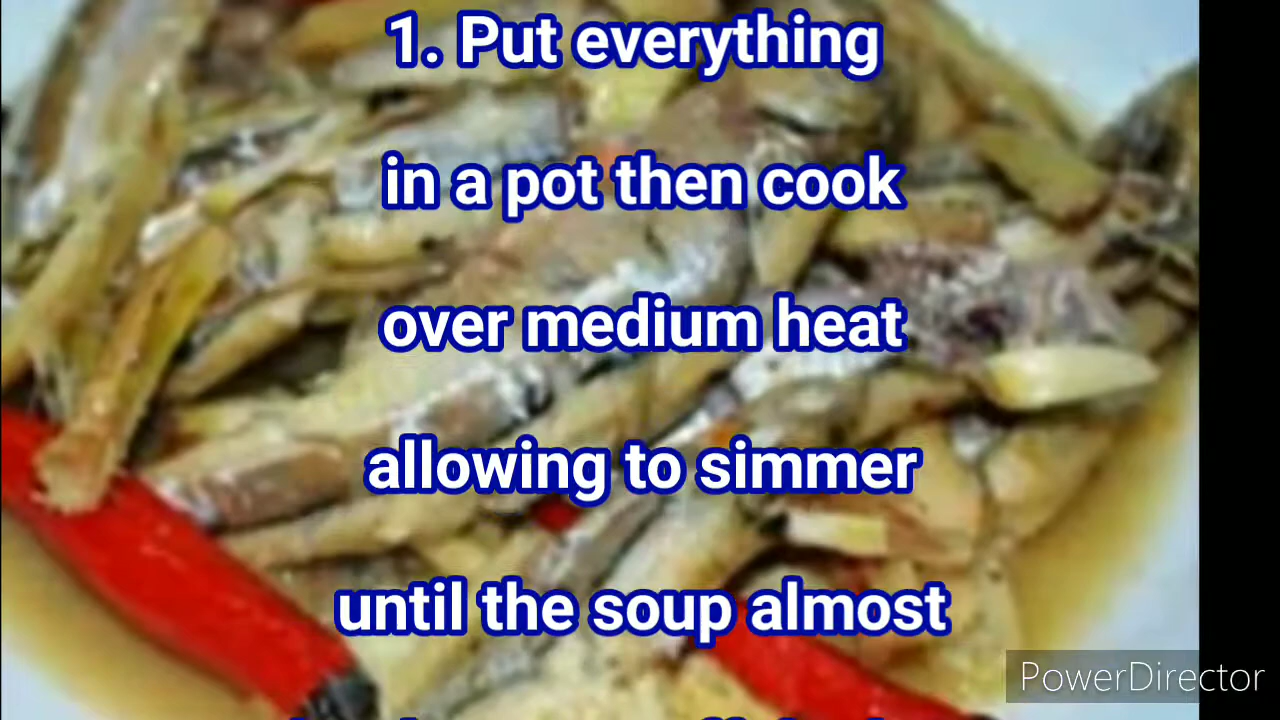 1. Put everything
in a pot then cook
over medium heat
allowing to simmer
until the soup almost
PowerDirector